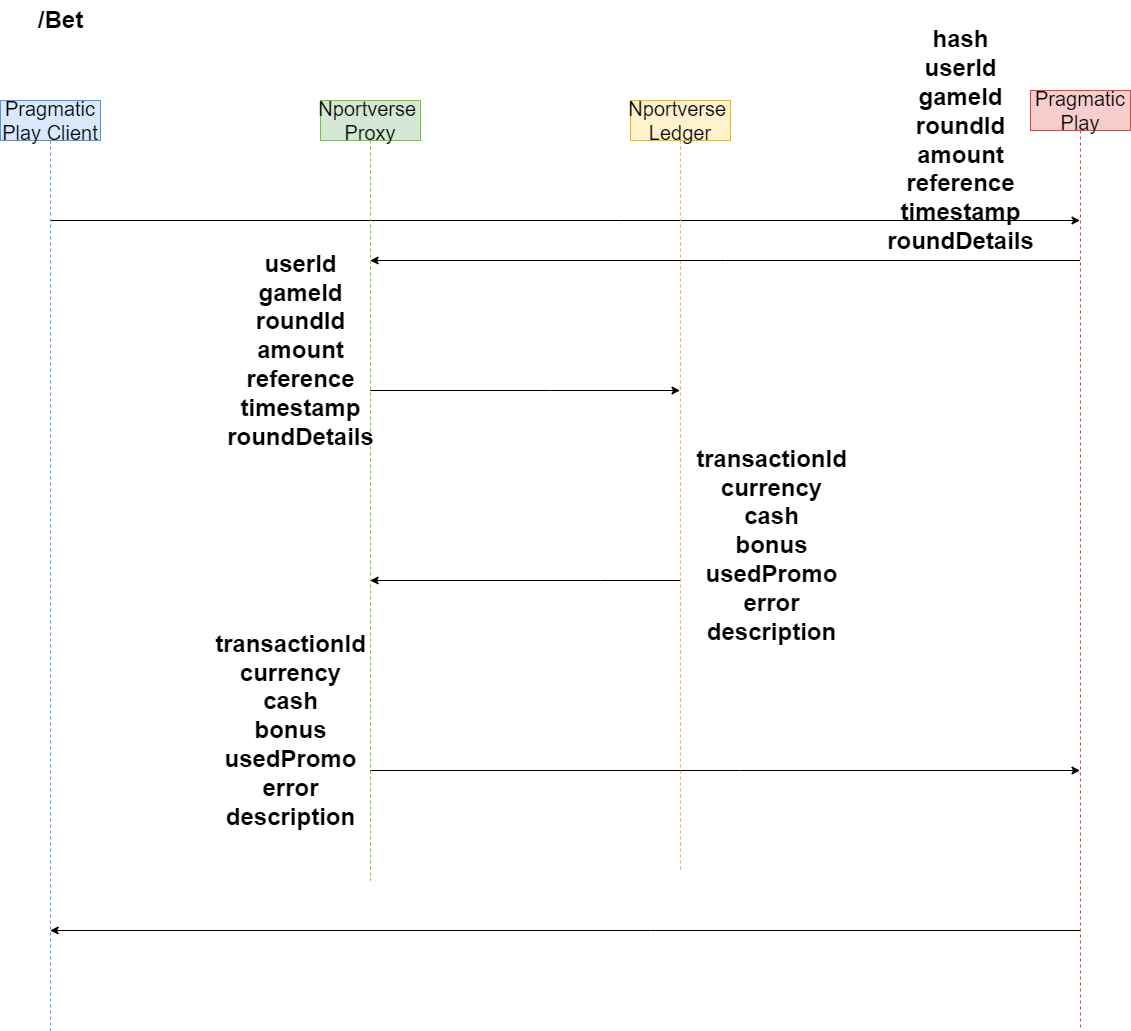 /Bet
Pragmatic
Play Client
Nportverse
Proxy
Nportverse
Ledger
Pragmatic
Play
hash
userId
gameId
roundId
amount
reference
timestamp
roundDetails
userId
gameId
roundId
amount
reference
timestamp
roundDetails
transactionId
currency
cash
bonus
usedPromo
error
description
transactionId
currency
cash
bonus
usedPromo
error
description